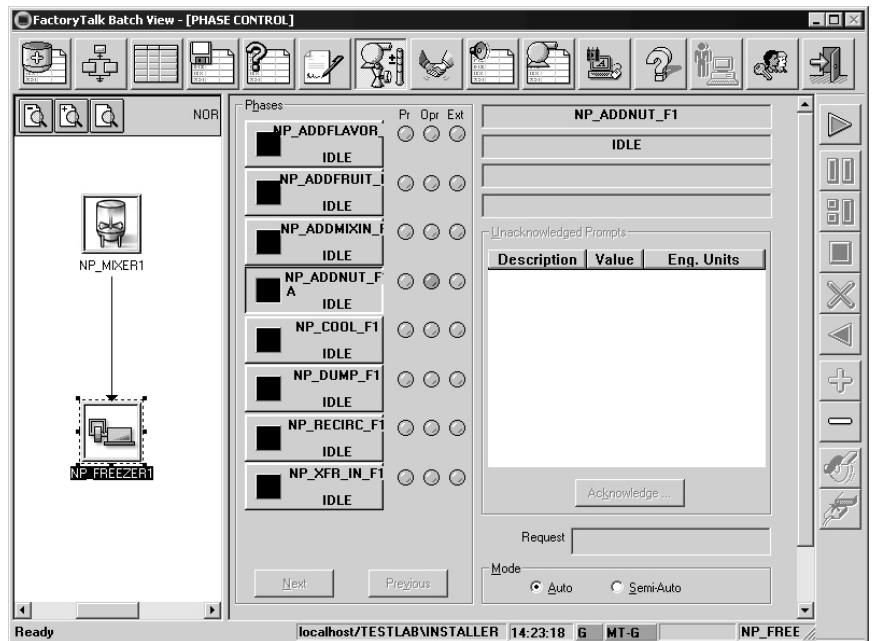 FactoryTalk Batch View - [PHASE CONTROL]
NOR
NP_MIXER1
NP_FREEZER1
Phases
Pr Opr Ext
NP_ADDFLAVOR_
IDLE
NP_ADDFRUIT_
IDLE
NP_ADDMIXIN_F
IDLE
NP_ADDNUT_F
A
IDLE
NP_COOL_F1
IDLE
NP_DUMP_F1
IDLE
NP_RECIRC_F1
IDLE
NP_XFR_IN_F1
IDLE
Next Previous
NP_ADDNUT_F1
IDLE
Unacknowledged Prompts
Description Value Eng. Units
Acknowledge ...
Request
Mode
Auto Semi-Auto
Ready localhost/TESTLAB\INSTALLER 14:23:18 G MT-G NP_FREE